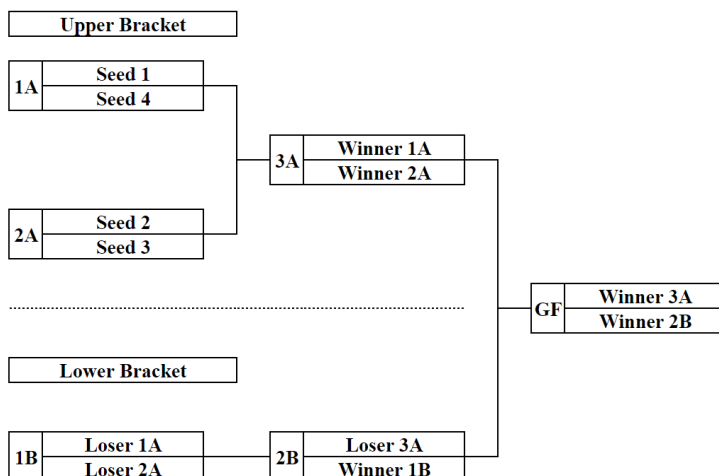 Upper Bracket
1A
Seed 1
Seed 4
3A
Winner 1A
Winner 2A
2A
Seed 2
Seed 3
GF
Winner 3A
Winner 2B
Lower Bracket
1B
Loser 1A
Loser 2A
2B
Loser 3A
Winner 1B